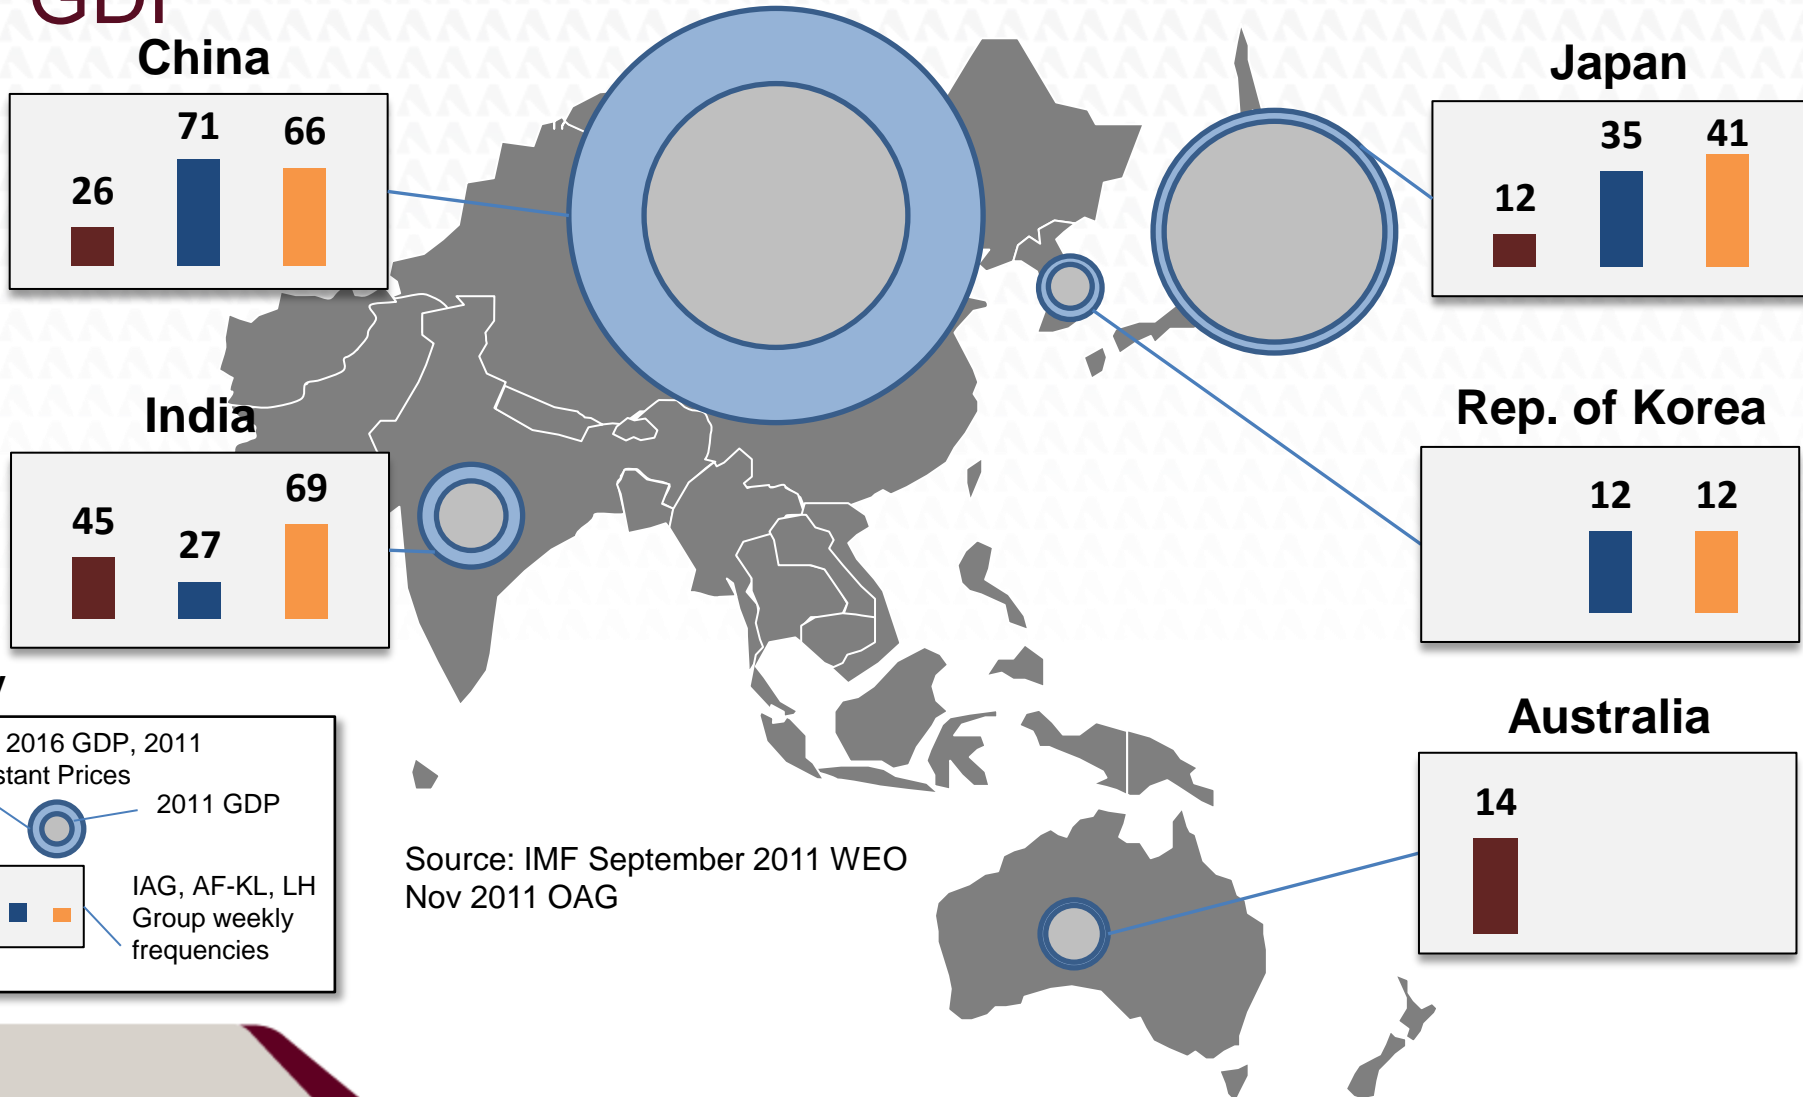 GDP
China
26
71
66
Japan
12
35
41
India
45
27
69
Rep. of Korea
12
12
Australia
14
2016 GDP, 2011
Prices
2011 GDP
IAG, AF-KL, LH
Group weekly
frequencies
Source: IMF September 2011 WEO
Nov 2011 OAG